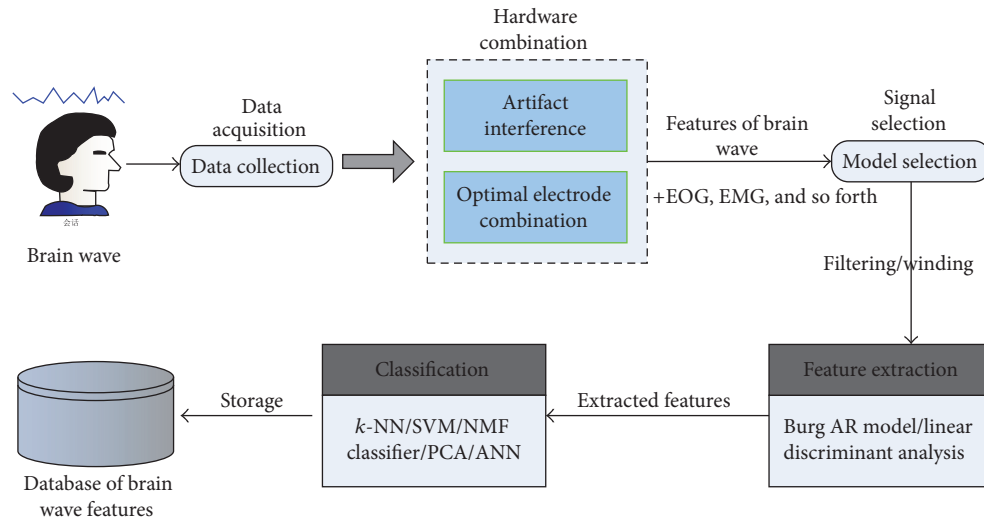 Hardware
combination
Data
acquisition
Data collection
会话
Brain wave
Artifact
interference
Optimal electrode
combination
Features of brain
wave
+EOG, EMG, and so forth
Signal
selection
Model selection
Filtering/winding
Feature extraction
Burg AR model/linear
discriminant analysis
Extracted features
Classification
k-NN/SVM/NMF
classifier/PCA/ANN
Storage
Database of brain
wave features